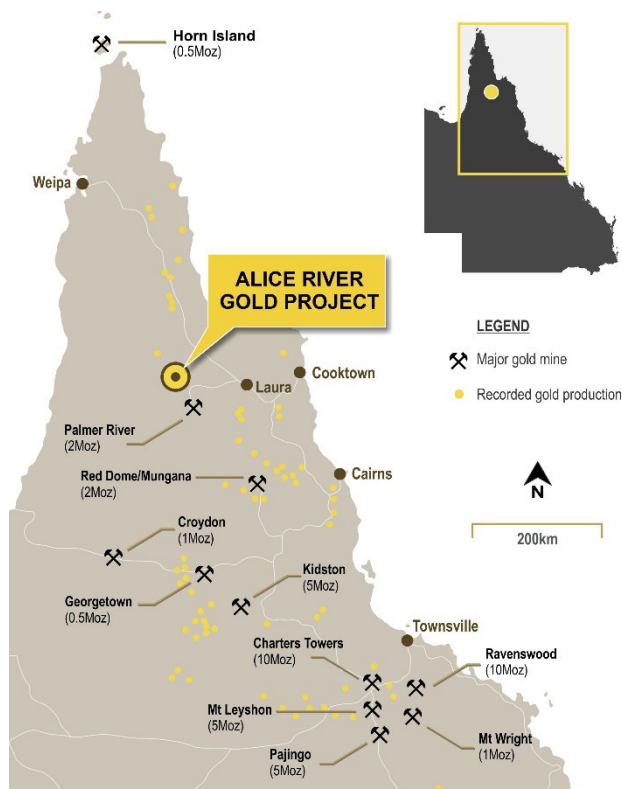 Horn Island
(0.5Moz)
Weipa
ALICE RIVER
GOLD PROJECT
LEGEND
Major gold mine
Recorded gold production
Cooktown
Laura
Palmer River
(2Moz)
Red Dome/Mungana
(2Moz)
Cairns
N
200km
Croydon
(1Moz)
Georgetown
(0.5Moz)
Kidston
(5Moz)
Townsville
Charters Towers
(10Moz)
Ravenswood
(10Moz)
Mt Leyshon
(5Moz)
Mt Wright
(1Moz)
Pajingo
(5Moz)